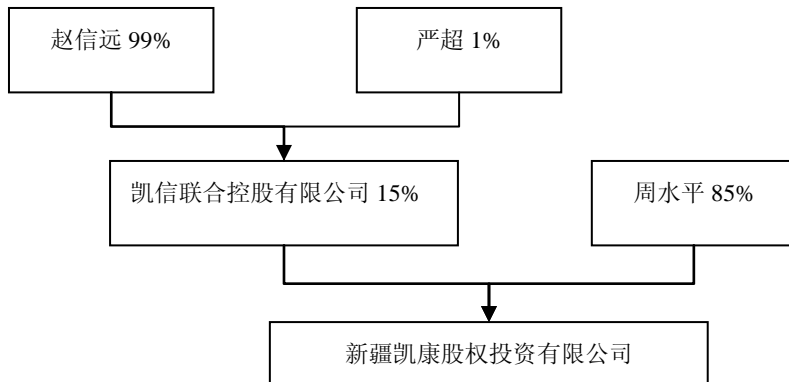 赵信远 99%
严超 1%
凯信联合控股有限公司 15%
周水平 85%
新疆凯康股权投资有限公司